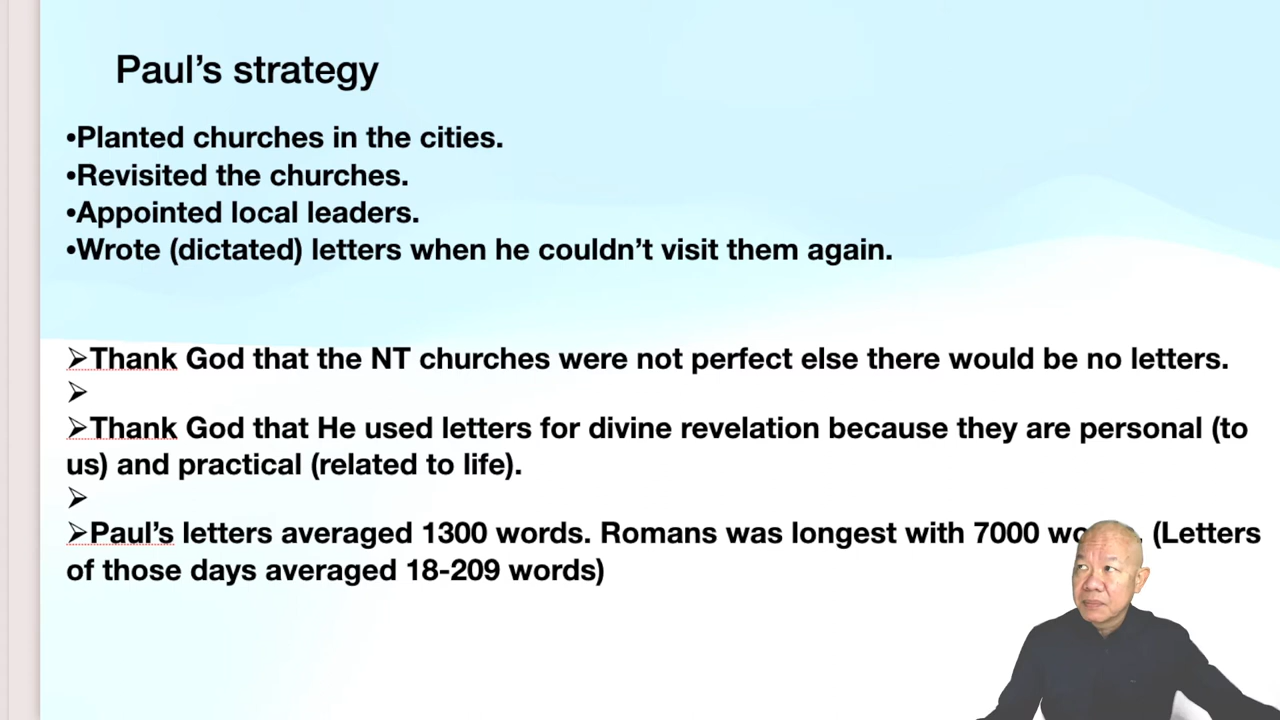 Paul’s strategy
•Planted churches in the cities.
•Revisited the churches.
•Appointed local leaders.
•Wrote (dictated) letters when he couldn’t visit them again.
➢Thank God that the NT churches were not perfect else there would be no letters.
➢
➢Thank God that He used letters for divine revelation because they are personal (to
us) and practical (related to life).
➢
➢Paul’s letters averaged 1300 words. Romans was longest with 7000 (Letters
of those days averaged 18-209 words)